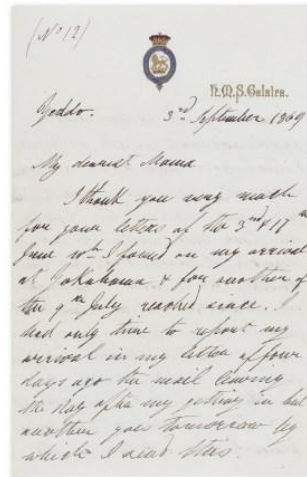 (No 12)
H.M.S. Galatea.
Yeddo. 3rd September 1869
My dearest Mama
I thank you very much
for your letters of the 3rd & 17th
June wh. I found on my arrival
at Yokohama & for another of
the 9th July received since. I
had only time to report my
arrival in my letter of four
days ago the mail leaving
the day after my getting in but
another goes tomorrow by
which I send this.